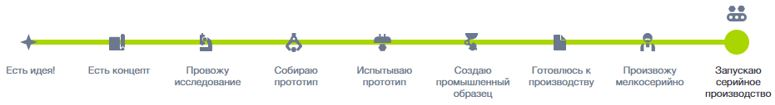 Есть идея!
Есть концепт
Провожу
исследование
Собираю
прототип
Испытываю
прототип
Создаю
промышленный
образец
Готовлюсь к
производству
Произвожу
мелкосерийно
Запускаю
серийное
производство